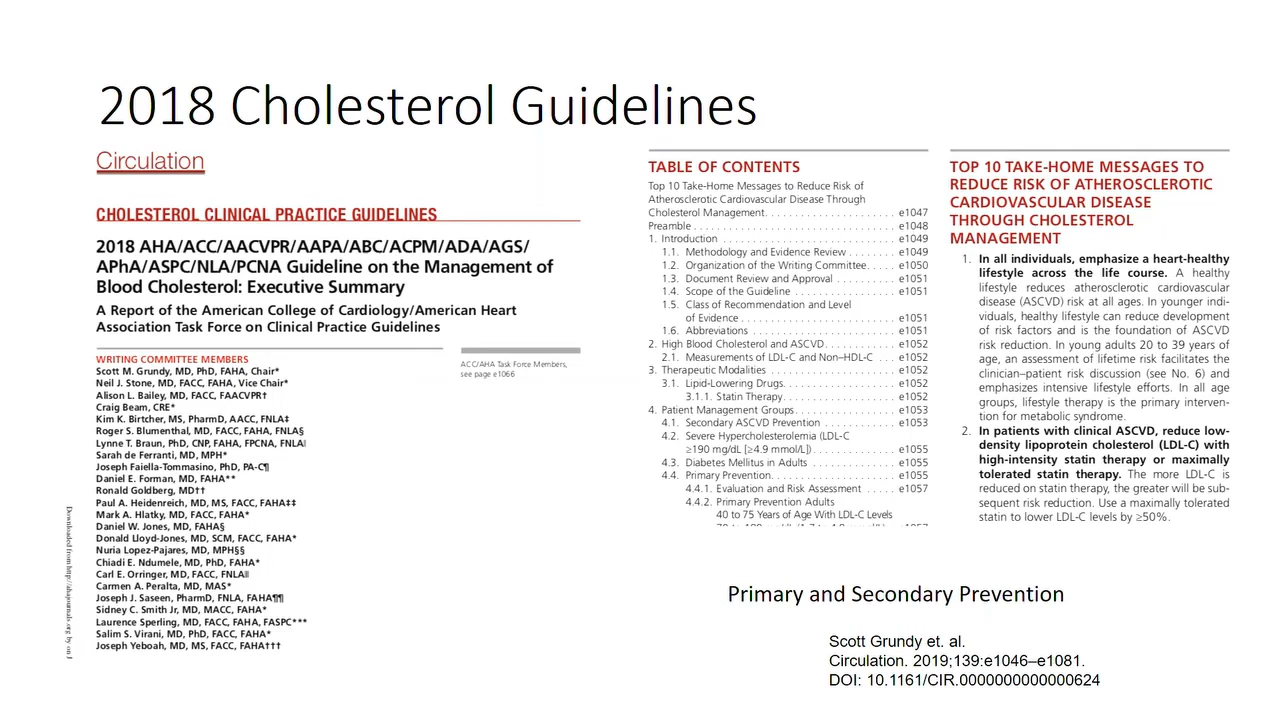 2018 Cholesterol Guidelines
Circulation
CHOLESTEROL CLINICAL PRACTICE GUIDELINES
2018 AHA/ACC/AACVPR/AAPA/ABC/ACPM/ADA/AGS/
APhA/ASPC/NLA/PCNA Guideline on the Management of
Blood Cholesterol: Executive Summary
A Report of the American College of Cardiology/American Heart
Association Task Force on Clinical Practice Guidelines
WRITING COMMITTEE MEMBERS
Scott M. Grundy, MD, PhD, FAHA, Chair*
Neil J. Stone, MD, FACC, FAHA, Vice Chair*
Alison L. Bailey, MD, FACC, FAACVPR†
Craig Beam, CRE*
Kim K. Birtcher, MS, PharmD, AACC, FNLA‡
Roger S. Blumenthal, MD, FACC, FAHA, FNLA§
Lynne T. Braun, PhD, CNP, FAHA, FPCNA, FNLA|
Sarah de Ferranti, MD, MPH*
Joseph Faiella-Tommasino, PhD, PA-C¶
Daniel E. Forman, MD, FAHA**
Ronald Goldberg, MD††
Paul A. Heidenreich, MD, MS, FACC, FAHA‡‡
Mark A. Hlatky, MD, FACC, FAHA*
Daniel W. Jones, MD, FAHA§
Donald Lloyd-Jones, MD, SCM, FACC, FAHA*
Nuria Lopez-Pajares, MD, MPH§§
Chiadi E. Ndumele, MD, PhD, FAHA*
Carl E. Orringer, MD, FACC, FNLA||
Carmen A. Peralta, MD, MAS*
Joseph J. Saseen, PharmD, FNLA, FAHA¶¶
Sidney C. Smith Jr, MD, MACC, FAHA*
Laurence Sperling, MD, FACC, FAHA, FASPC***
Salim S. Virani, MD, PhD, FACC, FAHA*
Joseph Yeboah, MD, MS, FACC, FAHA†††
ACC/AHA Task Force Members,
see page e1066
Downloaded from http://ahajournals.org by on J
TABLE OF CONTENTS
Top 10 Take-Home Messages to Reduce Risk of
Atherosclerotic Cardiovascular Disease Through
Cholesterol Management. . . . . . . . . . . . . . . . . . . . . . e1047
Preamble . . . . . . . . . . . . . . . . . . . . . . . . . . . . . . . . . . e1048
1. Introduction . . . . . . . . . . . . . . . . . . . . . . . . . . . . . e1049
1.1. Methodology and Evidence Review . . . . . . . . e1049
1.2. Organization of the Writing Committee. . . . . e1050
1.3. Document Review and Approval . . . . . . . . . . e1051
1.4. Scope of the Guideline . . . . . . . . . . . . . . . . . . e1051
1.5. Class of Recommendation and Level
of Evidence . . . . . . . . . . . . . . . . . . . . . . . . . . e1051
1.6. Abbreviations . . . . . . . . . . . . . . . . . . . . . . . . e1051
2. High Blood Cholesterol and ASCVD. . . . . . . . . . . . e1052
2.1. Measurements of LDL-C and Non–HDL-C . . . e1052
3. Therapeutic Modalities . . . . . . . . . . . . . . . . . . . . . e1052
3.1. Lipid-Lowering Drugs. . . . . . . . . . . . . . . . . . . e1052
3.1.1. Statin Therapy. . . . . . . . . . . . . . . . . . . e1052
4. Patient Management Groups. . . . . . . . . . . . . . . . . e1053
4.1. Secondary ASCVD Prevention . . . . . . . . . . . . e1053
4.2. Severe Hypercholesterolemia (LDL-C
≥190 mg/dL [≥4.9 mmol/L]) . . . . . . . . . . . . . . e1055
4.3. Diabetes Mellitus in Adults . . . . . . . . . . . . . . e1055
4.4. Primary Prevention. . . . . . . . . . . . . . . . . . . . . e1055
4.4.1. Evaluation and Risk Assessment . . . . . e1057
4.4.2. Primary Prevention Adults
40 to 75 Years of Age With LDL-C Levels
TOP 10 TAKE-HOME MESSAGES TO
REDUCE RISK OF ATHEROSCLEROTIC
CARDIOVASCULAR DISEASE
THROUGH CHOLESTEROL
MANAGEMENT
1. In all individuals, emphasize a heart-healthy
lifestyle across the life course. A healthy
lifestyle reduces atherosclerotic cardiovascular
disease (ASCVD) risk at all ages. In younger indi-
viduals, healthy lifestyle can reduce development
of risk factors and is the foundation of ASCVD
risk reduction. In young adults 20 to 39 years of
age, an assessment of lifetime risk facilitates the
clinician–patient risk discussion (see No. 6) and
emphasizes intensive lifestyle efforts. In all age
groups, lifestyle therapy is the primary interven-
tion for metabolic syndrome.
2. In patients with clinical ASCVD, reduce low-
density lipoprotein cholesterol (LDL-C) with
high-intensity statin therapy or maximally
tolerated statin therapy. The more LDL-C is
reduced on statin therapy, the greater will be sub-
sequent risk reduction. Use a maximally tolerated
statin to lower LDL-C levels by ≥50%.
Primary and Secondary Prevention
Scott Grundy et. al.
Circulation. 2019;139:e1046–e1081.
DOI: 10.1161/CIR.0000000000000624